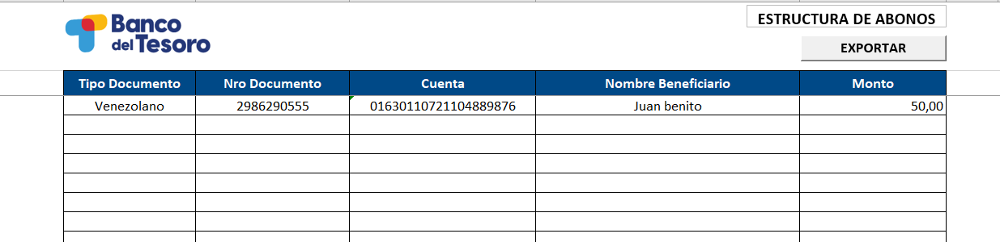 Banco
del Tesoro
ESTRUCTURA DE ABONOS
EXPORTAR
Tipo Documento Nro Documento Cuenta Nombre Beneficiario Monto
Venezolano 2986290555 01630110721104889876 Juan benito 50,00